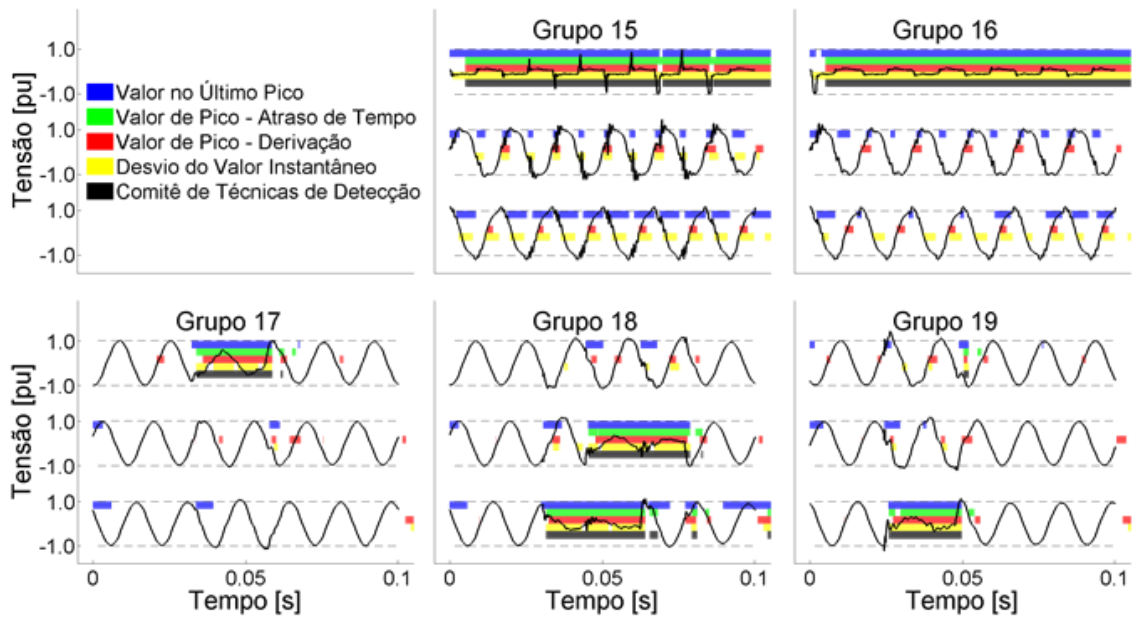 Grupo 15
Grupo 16
Tensão [pu]
1.0
-1.0
1.0
-1.0
1.0
-1.0
Valor no Último Pico
Valor de Pico - Atraso de Tempo
Valor de Pico - Derivação
Desvio do Valor Instantâneo
Comitê de Técnicas de Detecção
Grupo 17
Grupo 18
Grupo 19
Tensão [pu]
1.0
-1.0
1.0
-1.0
1.0
-1.0
0 0.05 0.1
0 0.05 0.1
0 0.05 0.1
Tempo [s]
Tempo [s]
Tempo [s]